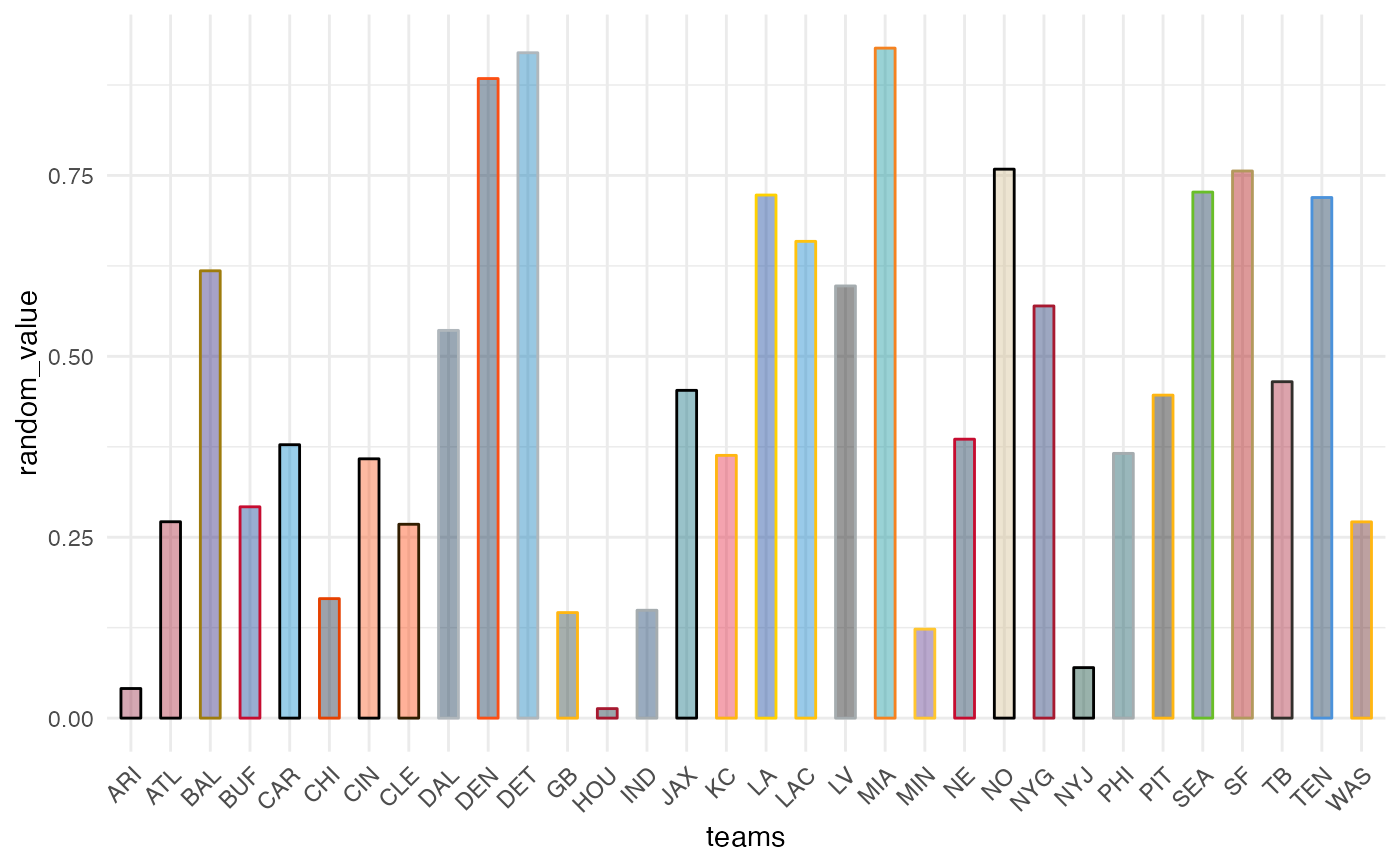 random_value
0.75
0.50
0.25
0.00
ARI ATL BAL BUF CAR CHI CIN CLE DAL DEN DET GB HOU IND JAX KC LA LAC LV MIA MIN NE NO NYG NYJ PHI PIT SEA SF TB TEN WAS
teams